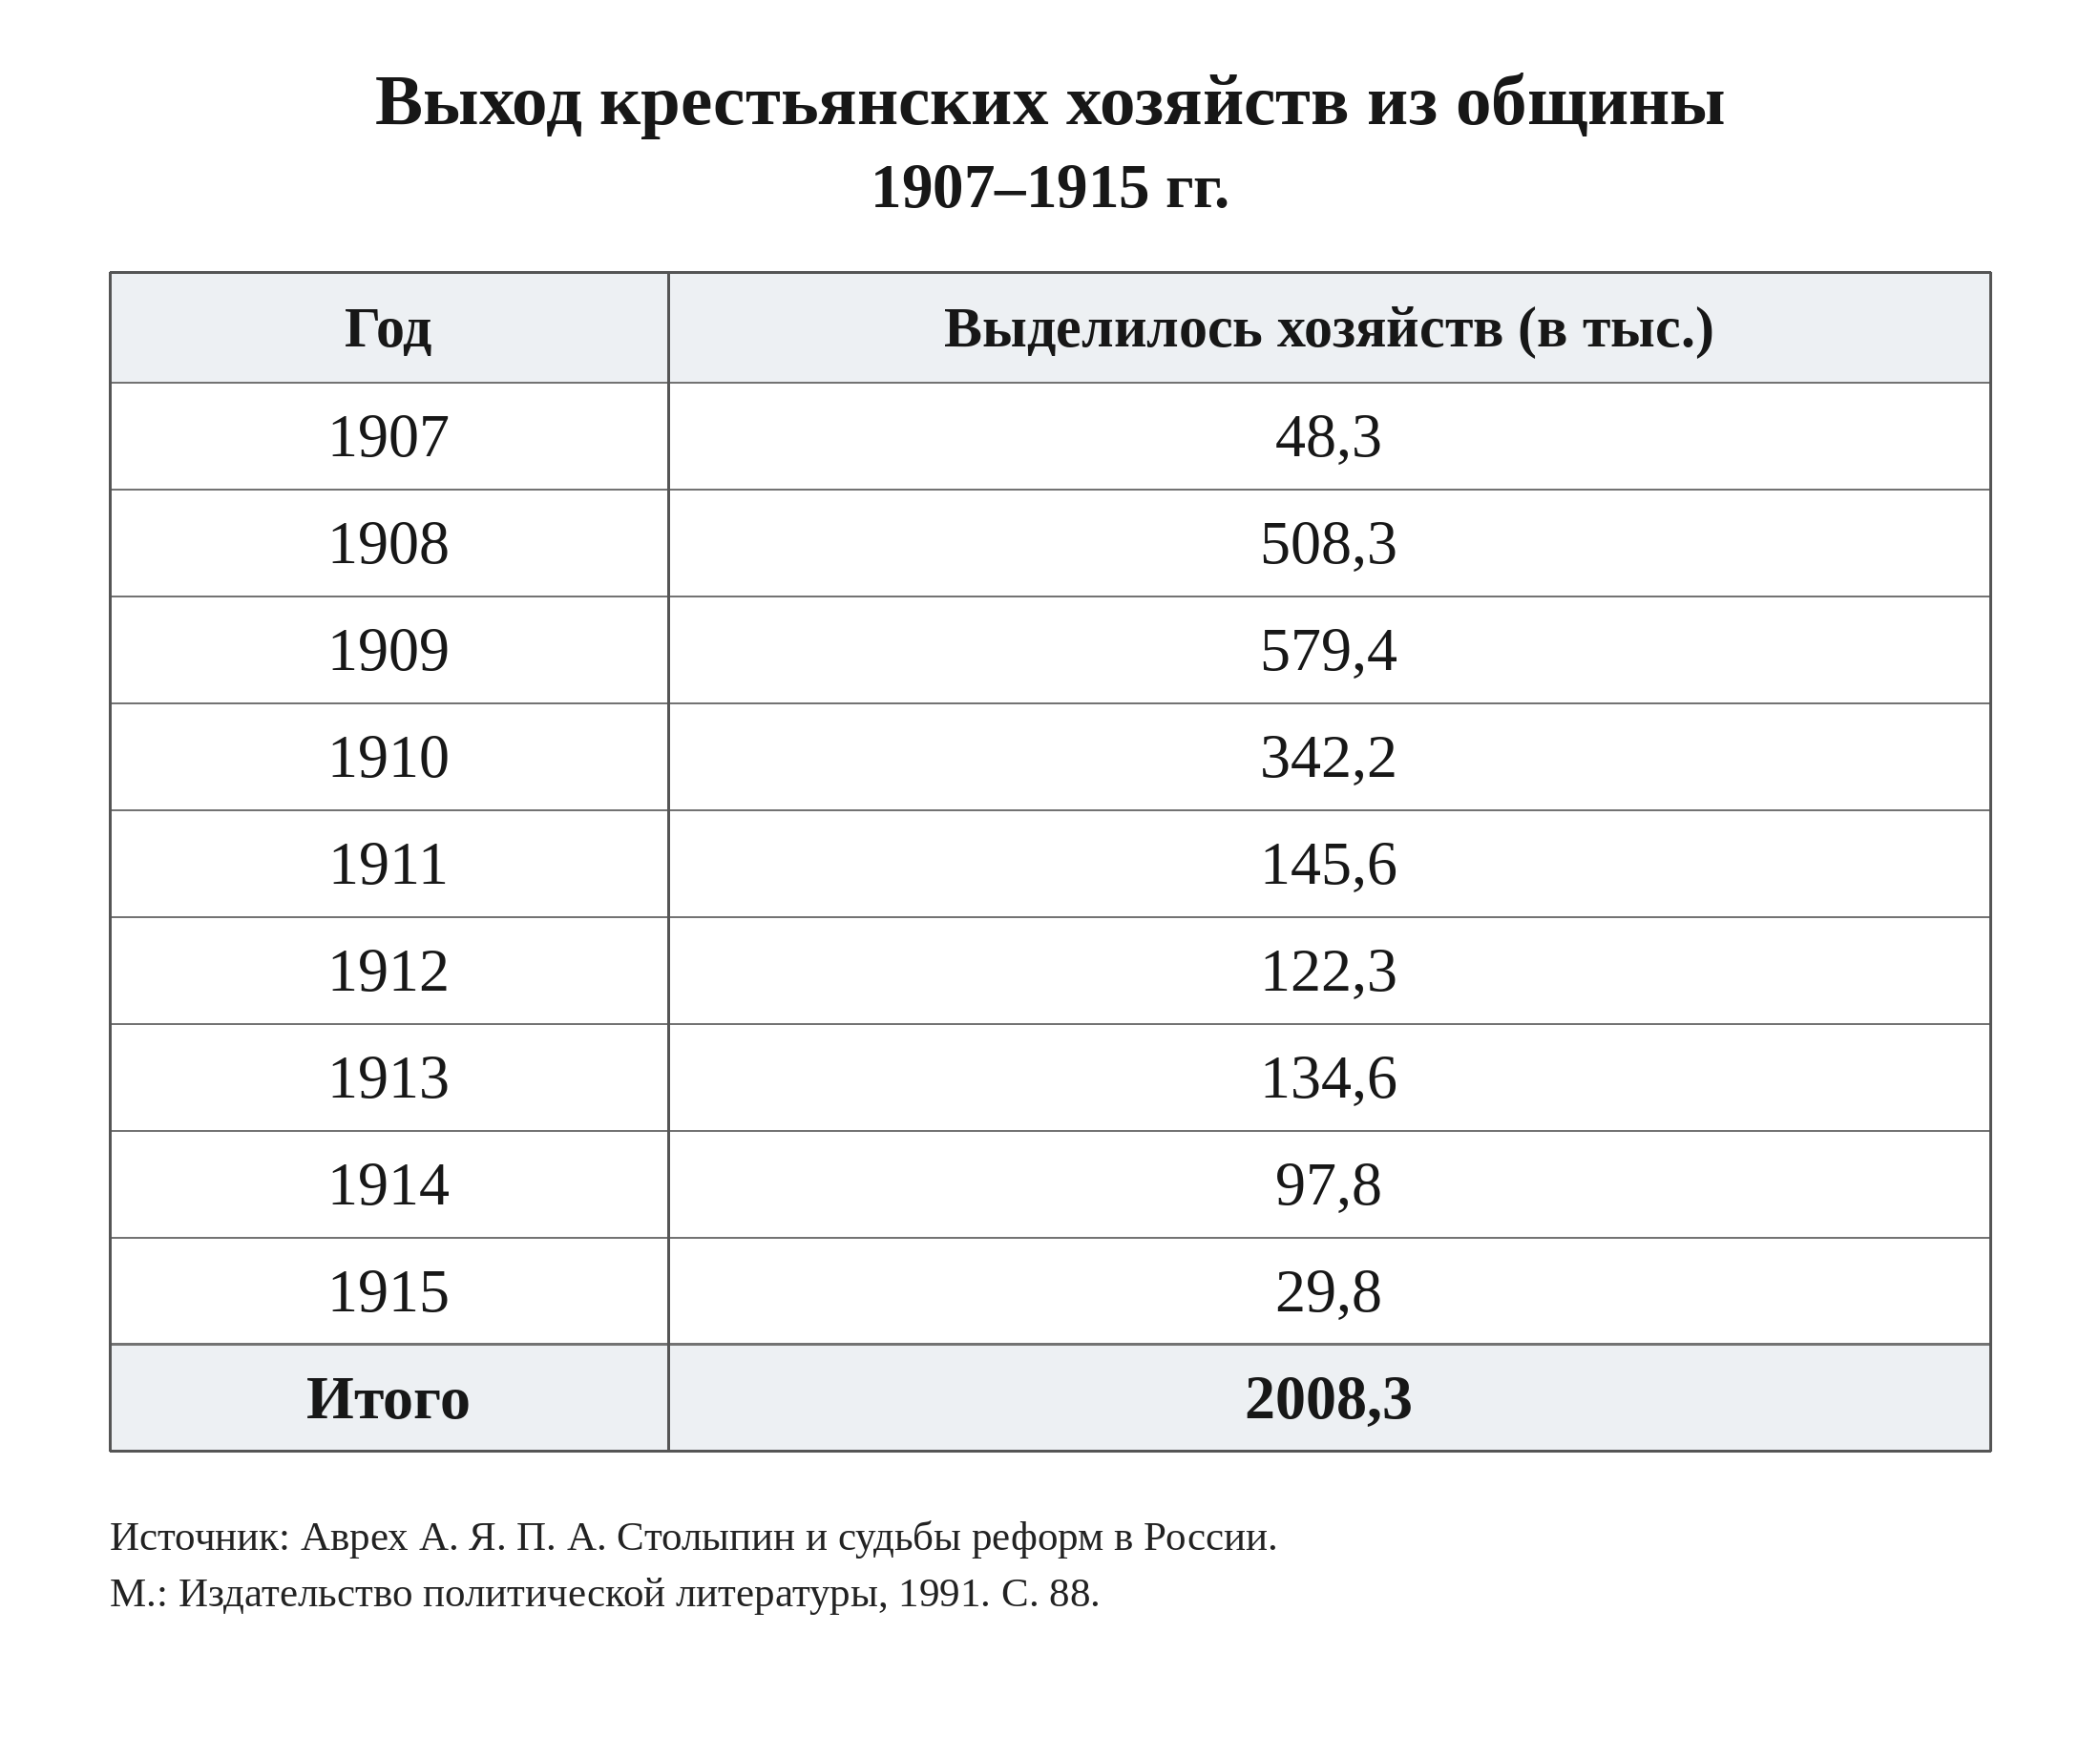 Выход крестьянских хозяйств из общины
1907–1915 гг.
Год Выделилось хозяйств (в тыс.)
1907 48,3
1908 508,3
1909 579,4
1910 342,2
1911 145,6
1912 122,3
1913 134,6
1914 97,8
1915 29,8
Итого 2008,3
Источник: Аврех А. Я. П. А. Столыпин и судьбы реформ в России.
М.: Издательство политической литературы, 1991. С. 88.